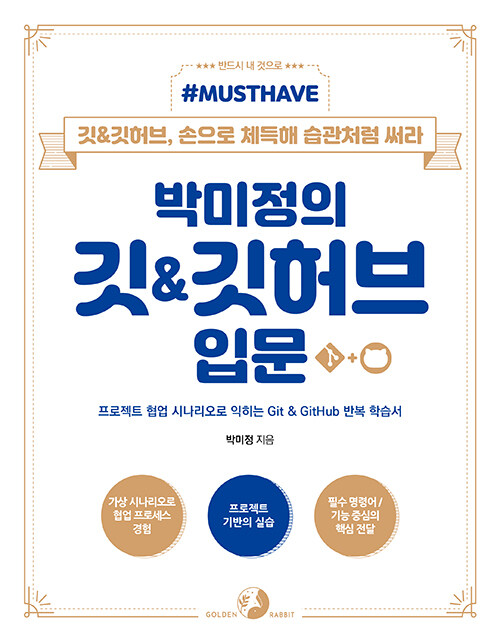 ★★★ 반드시 내 것으로 ★★★
#MUSTHAVE
깃&깃허브, 손으로 체득해 습관처럼 써라
박미정의
깃&깃허브
입문
+
프로젝트 협업 시나리오로 익히는 Git & GitHub 반복 학습서
박미정 지음
가상 시나리오로
협업 프로세스
경험
프로젝트
기반의 실습
필수 명령어/
기능 중심의
핵심 전달
GOLDEN RABBIT